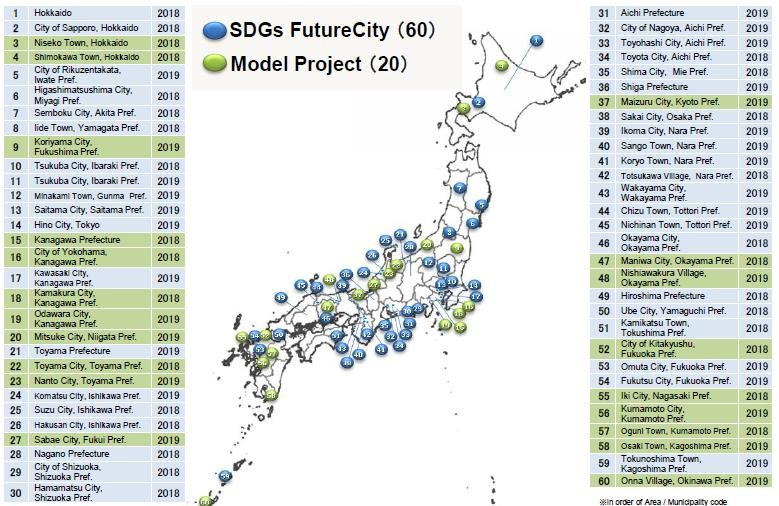 SDGs FutureCity (60)
Model Project (20)
1 Hokkaido 2018
2 City of Sapporo, Hokkaido 2018
3 Niseko Town, Hokkaido 2018
4 Shimokawa Town, Hokkaido 2018
5 City of Rikuzentakata,
Iwate Pref. 2019
6 Higashimatsushima City,
Miyagi Pref. 2018
7 Semboku City, Akita Pref. 2018
8 Iide Town, Yamagata Pref. 2018
9 Koriyama City,
Fukushima Pref. 2019
10 Tsukuba City, Ibaraki Pref. 2018
11 Tsukuba City, Ibaraki Pref. 2018
12 Minakami Town, Gunma Pref. 2019
13 Saitama City, Saitama Pref. 2019
14 Hino City, Tokyo 2019
15 Kanagawa Prefecture 2018
16 City of Yokohama,
Kanagawa Pref. 2018
17 Kawasaki City,
Kanagawa Pref. 2019
18 Kamakura City,
Kanagawa Pref. 2018
19 Odawara City,
Kanagawa Pref. 2019
20 Mitsuke City, Niigata Pref. 2019
21 Toyama Prefecture 2019
22 Toyama City, Toyama Pref. 2018
23 Nanto City, Toyama Pref. 2019
24 Komatsu City, Ishikawa Pref. 2019
25 Suzu City, Ishikawa Pref. 2018
26 Hakusan City, Ishikawa Pref. 2018
27 Sabae City, Fukui Pref. 2019
28 Nagano Prefecture 2018
29 City of Shizuoka,
Shizuoka Pref. 2018
30 Hamamatsu City,
Shizuoka Pref. 2018
31 Aichi Prefecture 2019
32 City of Nagoya, Aichi Pref. 2019
33 Toyohashi City, Aichi Pref. 2019
34 Toyota City, Aichi Pref. 2018
35 Shima City, Mie Pref. 2018
36 Shiga Prefecture 2019
37 Maizuru City, Kyoto Pref. 2019
38 Sakai City, Osaka Pref. 2018
39 Ikoma City, Nara Pref. 2019
40 Sango Town, Nara Pref. 2019
41 Koryo Town, Nara Pref. 2019
42 Totsukawa Village, Nara Pref. 2018
43 Wakayama City,
Wakayama Pref. 2019
44 Chizu Town, Tottori Pref. 2019
45 Nichinan Town, Tottori Pref. 2019
46 Okayama City,
Okayama Pref. 2018
47 Maniwa City, Okayama Pref. 2018
48 Nishiawakura Village,
Okayama Pref. 2019
49 Hiroshima Prefecture 2018
50 Ube City, Yamaguchi Pref. 2018
51 Kamikatsu Town,
Tokushima Pref. 2018
52 City of Kitakyushu,
Fukuoka Pref. 2018
53 Omuta City, Fukuoka Pref. 2019
54 Fukutsu City, Fukuoka Pref. 2019
55 Iki City, Nagasaki Pref. 2018
56 Kumamoto City,
Kumamoto Pref. 2019
57 Oguni Town, Kumamoto Pref. 2018
58 Osaki Town, Kagoshima Pref. 2019
59 Tokunoshima Town,
Kagoshima Pref. 2019
60 Onna Village, Okinawa Pref. 2019
※In order of Area / Municipality code